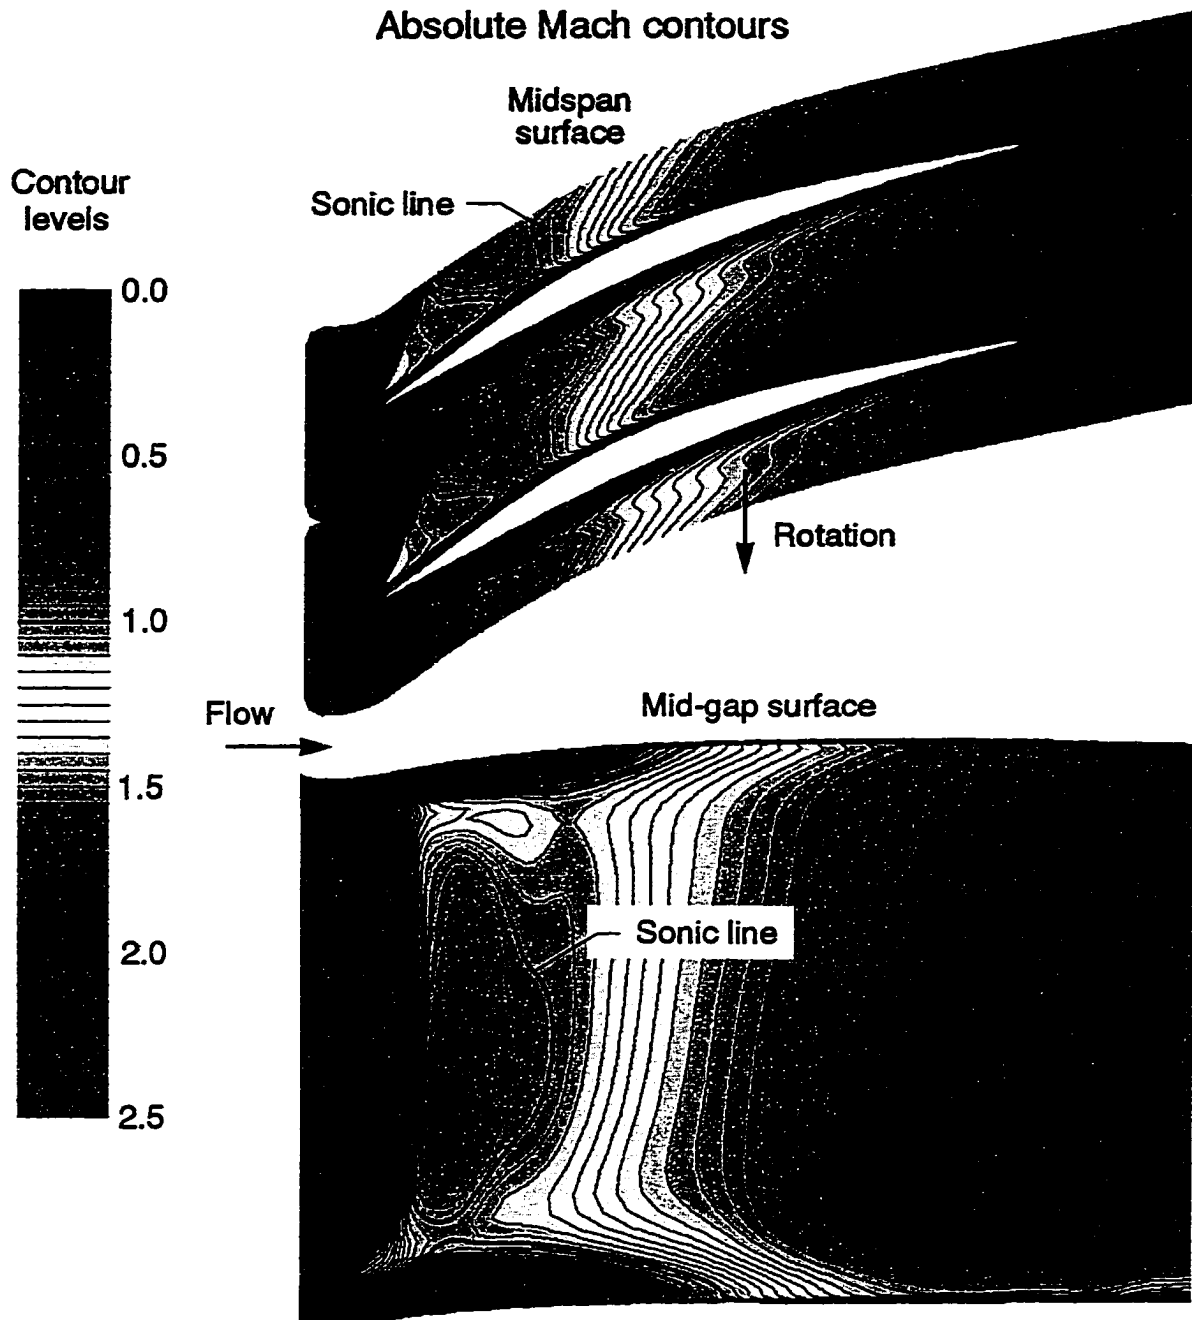 Absolute Mach contours
Midspan
surface
Contour
levels
Sonic line
0.0
0.5
1.0
1.5
2.0
2.5
Rotation
Flow
Mid-gap surface
Sonic line